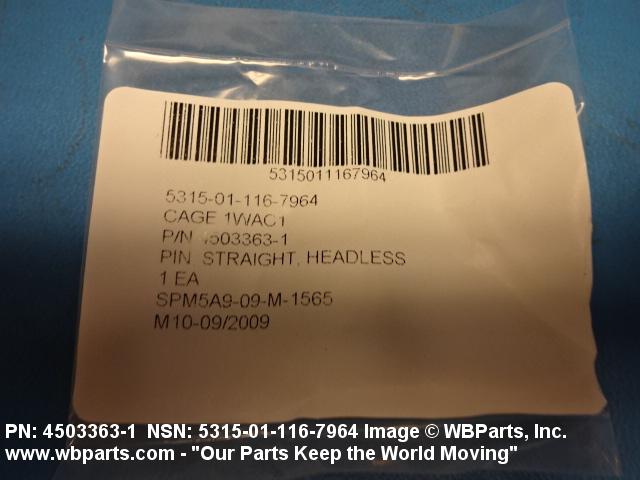 5315011167964
5315-01-116-7964
CAGE 1WAC1
P/N 4503363-1
PIN STRAIGHT, HEADLESS
1 EA
SPM5A9-09-M-1565
M10-09/2009
PN: 4503363-1 NSN: 5315-01-116-7964 Image © WBParts, Inc.
www.wbparts.com - "Our Parts Keep the World Moving"